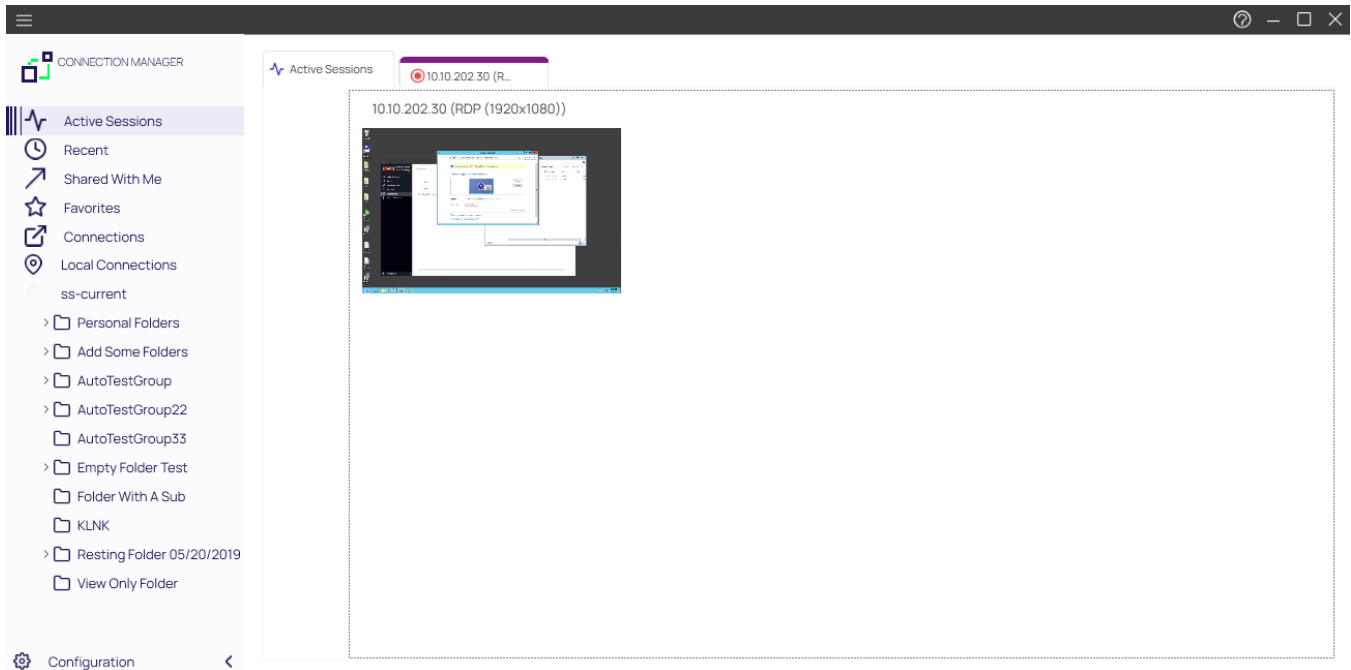 CONNECTION MANAGER
Active Sessions
Recent
Shared With Me
Favorites
Connections
Local Connections
ss-current
Personal Folders
Add Some Folders
AutoTestGroup
AutoTestGroup22
AutoTestGroup33
Empty Folder Test
Folder With A Sub
KLNK
Resting Folder 05/20/2019
View Only Folder
Configuration
Active Sessions
10.10.202.30 (R...
10.10.202.30 (RDP (1920x1080))